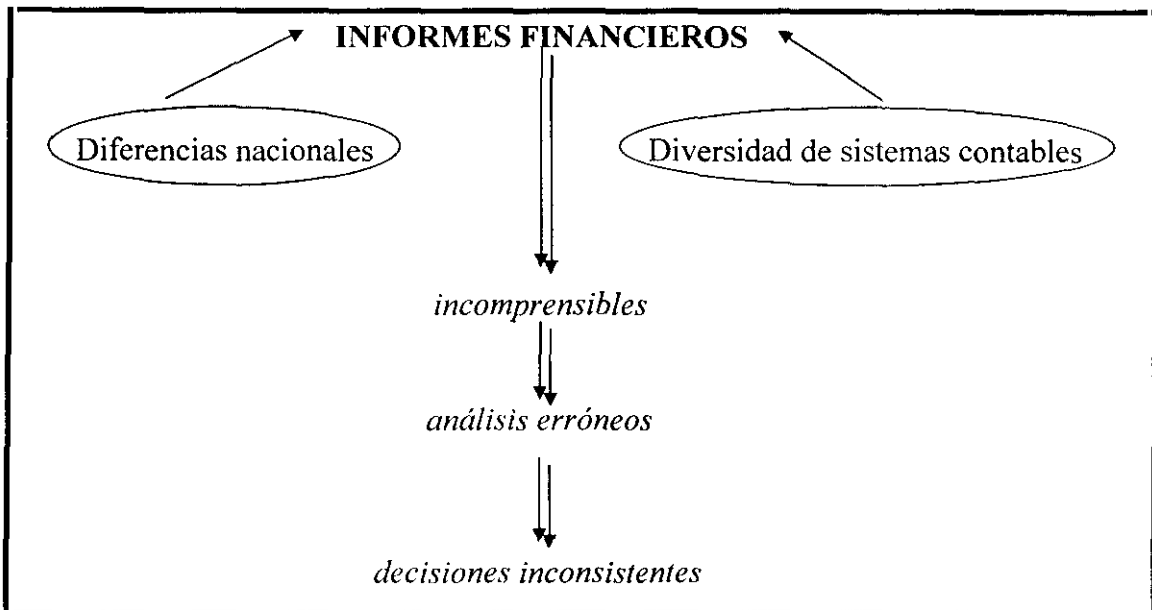 INFORMES FINANCIEROS
Diferencias nacionales
Diversidad de sistemas contables
incomprensibles
análisis erróneos
decisiones inconsistentes